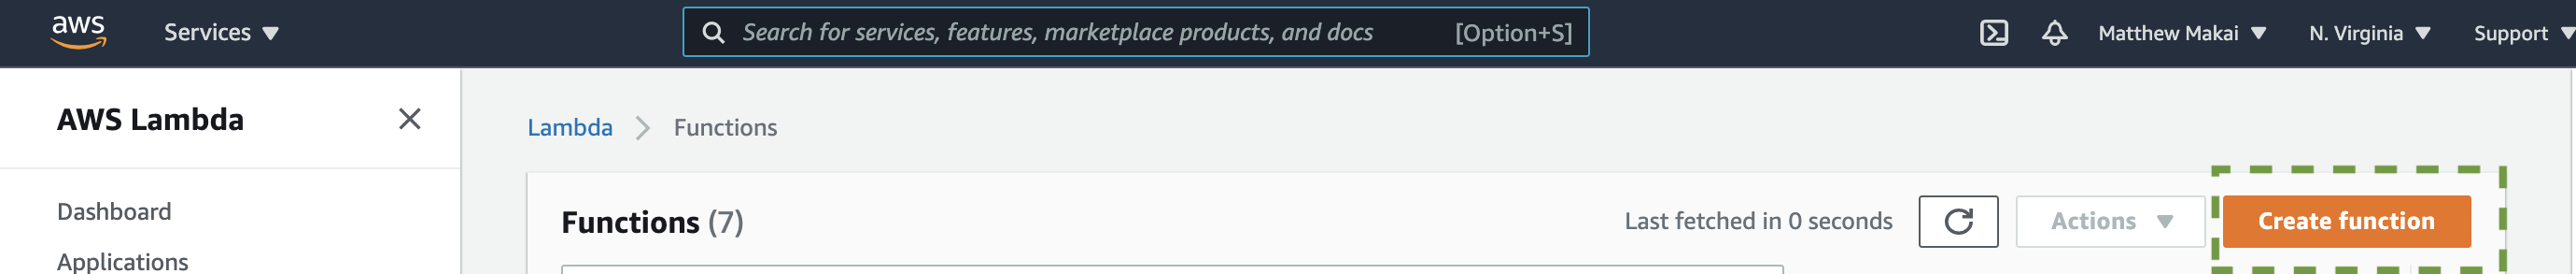 aws Services Search for services, features, marketplace products, and docs [Option+S] Matthew Makai N. Virginia Support
AWS Lambda
Lambda Functions
Dashboard
Functions (7) Last fetched in 0 seconds Actions Create function
Applications